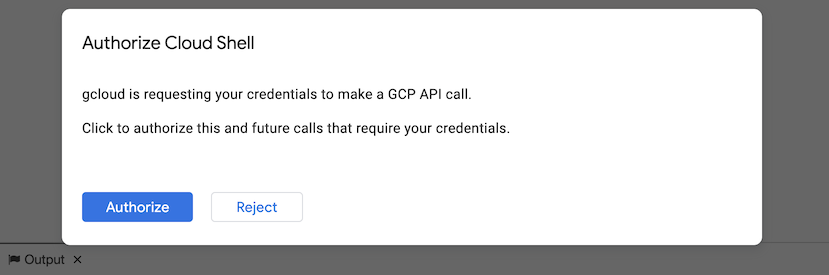 Authorize Cloud Shell
gcloud is requesting your credentials to make a GCP API call.
Click to authorize this and future calls that require your credentials.
Authorize Reject
Output